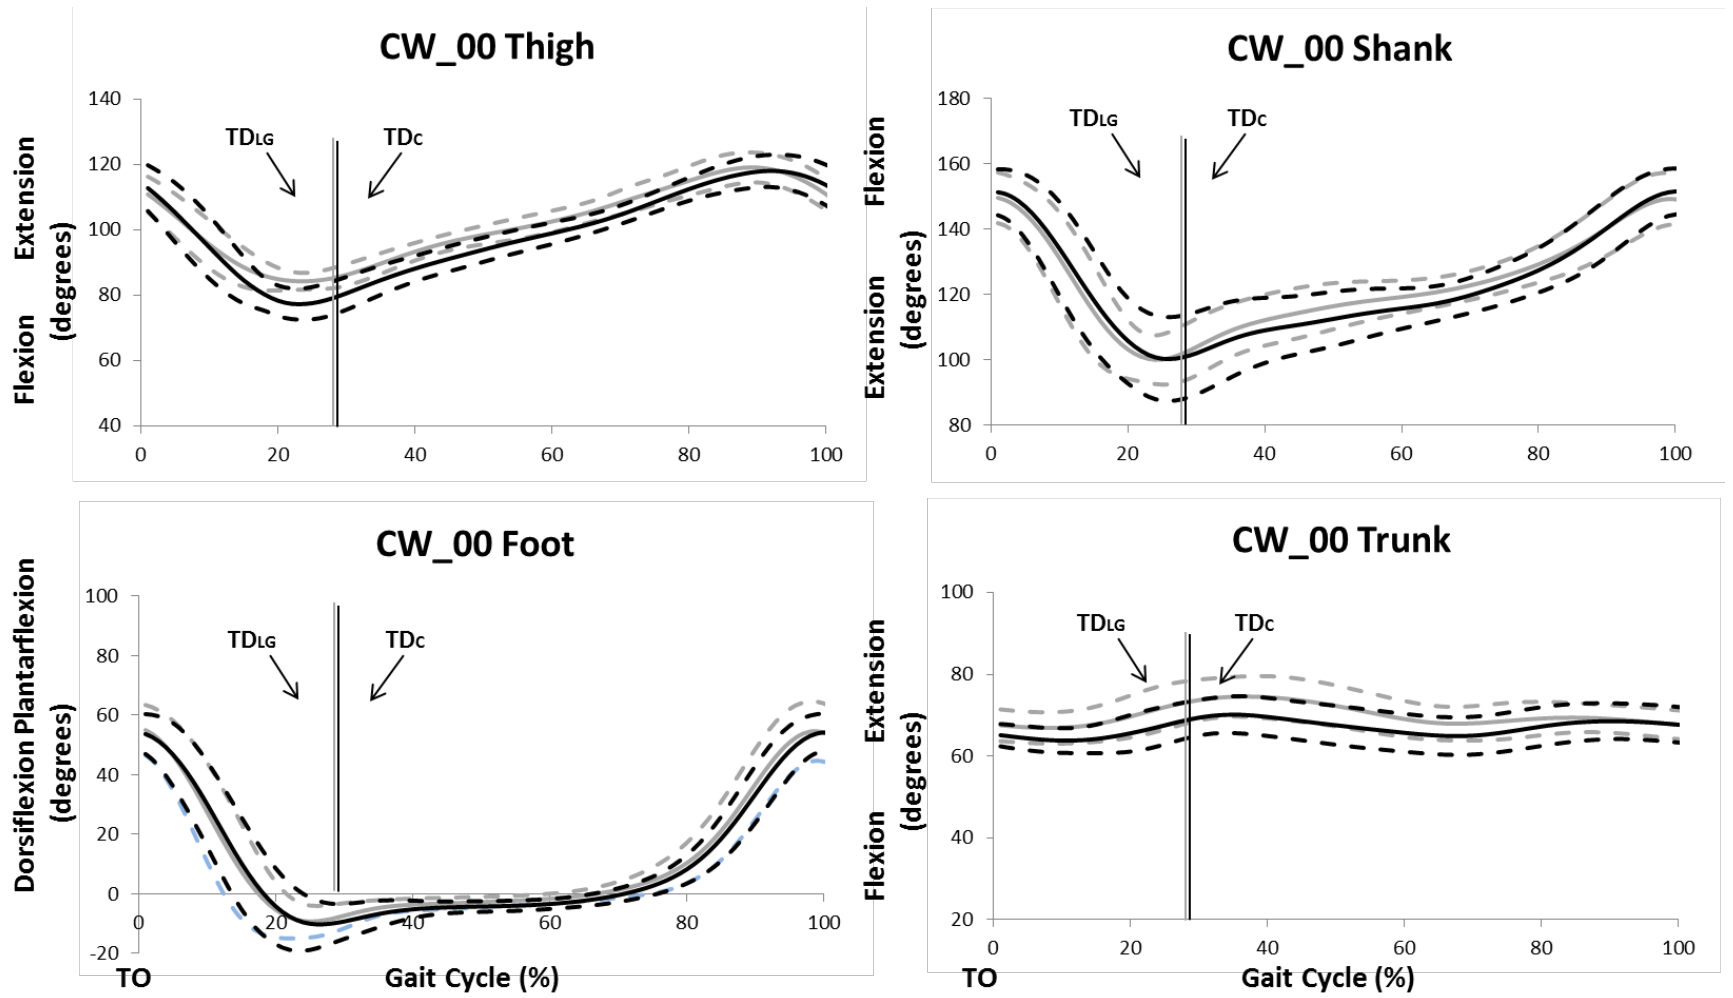 CW_00 Thigh
Flexion Extension
(degrees)
140
120
100
80
60
40
TDLG
TDC
0 20 40 60 80 100
CW_00 Shank
Extension Flexion
(degrees)
180
160
140
120
100
80
TDLG
TDC
0 20 40 60 80 100
CW_00 Foot
Dorsiflexion Plantarflexion
(degrees)
100
80
60
40
20
0
-20
TDLG
TDC
0 20 40 60 80 100
TO Gait Cycle (%)
CW_00 Trunk
Flexion Extension
(degrees)
100
80
60
40
20
TDLG
TDC
0 20 40 60 80 100
TO Gait Cycle (%)